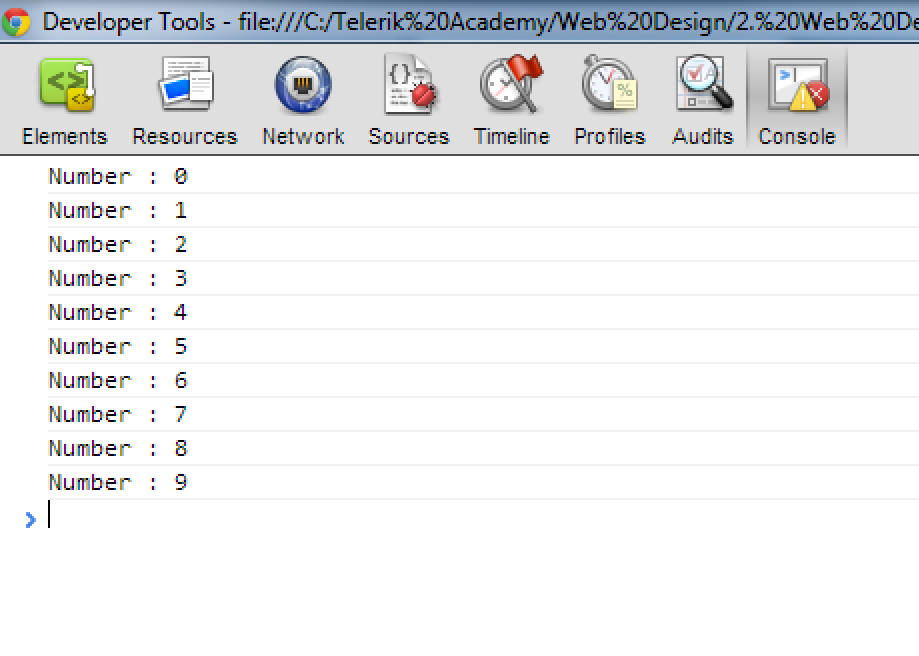 Developer Tools - file:///C:/Telerik%20Academy/Web%20Design/2.%20Web%20De
Elements Resources Network Sources Timeline Profiles Audits Console
Number : 0
Number : 1
Number : 2
Number : 3
Number : 4
Number : 5
Number : 6
Number : 7
Number : 8
Number : 9